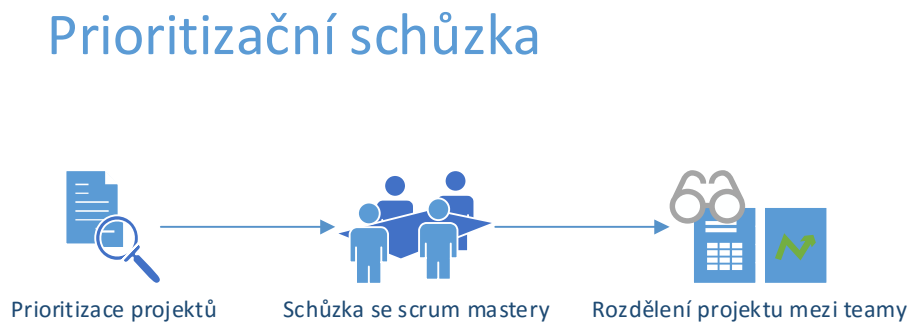 Prioritizační schůzka
Prioritizace projektů
Schůzka se scrum mastery
Rozdělení projektu mezi teamy